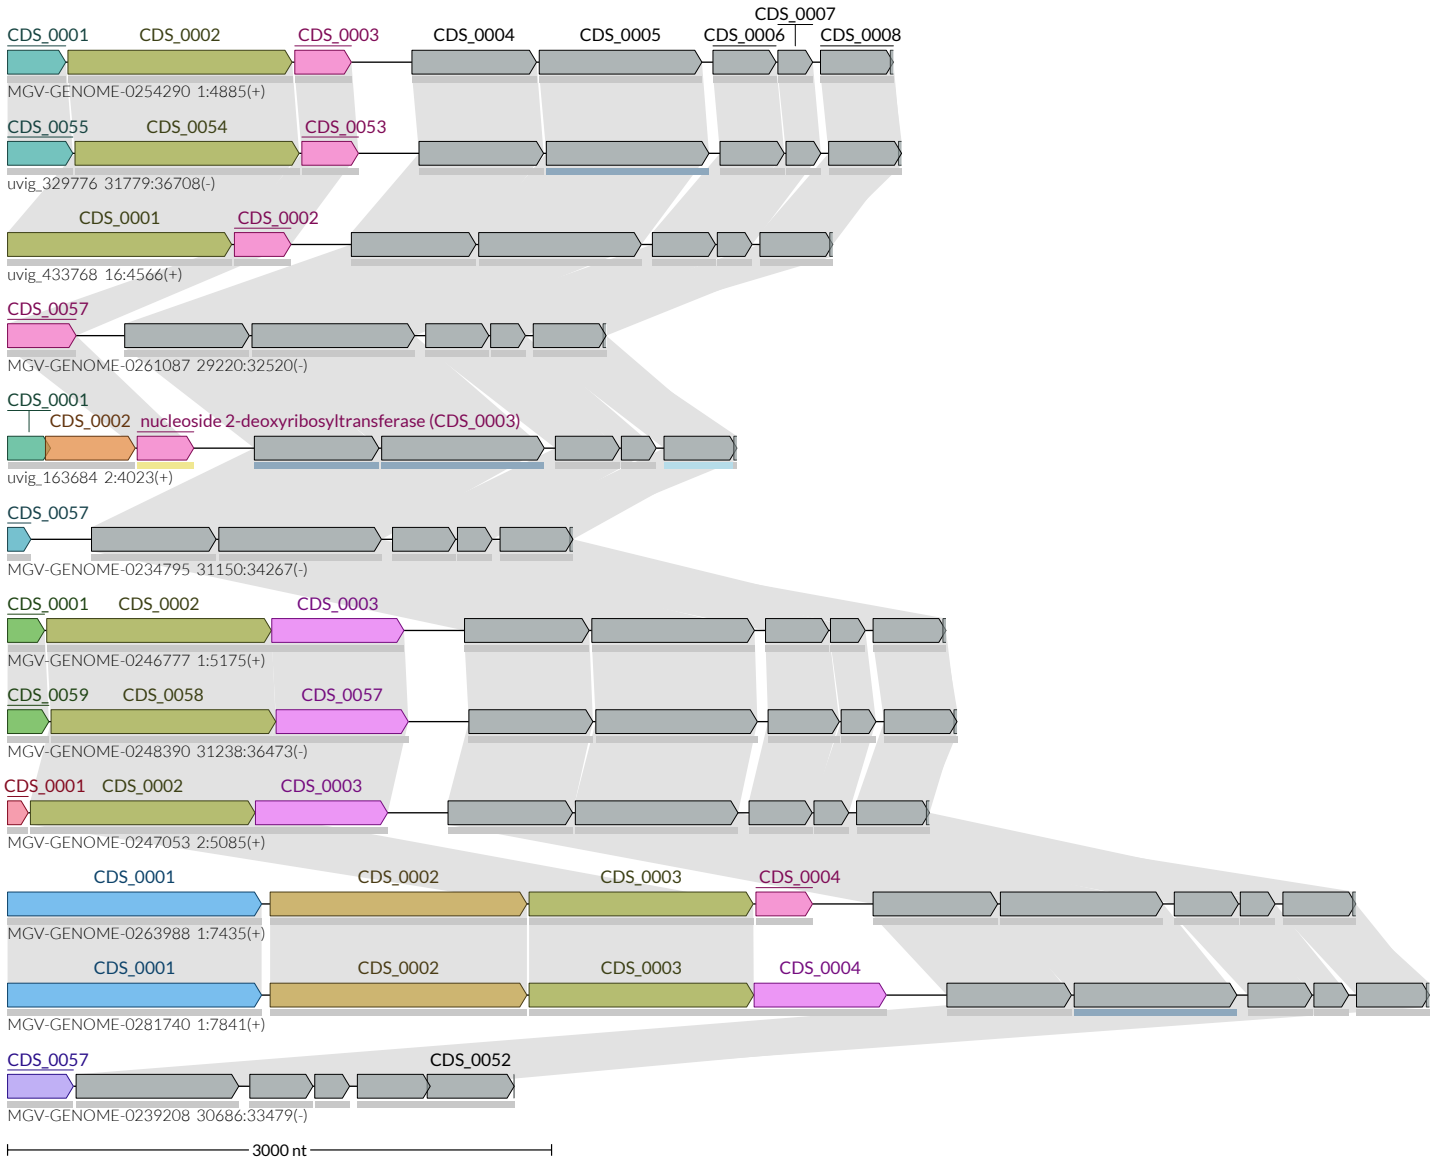 CDS_0007
CDS_0001 CDS_0002 CDS_0003 CDS_0004 CDS_0005 CDS_0006 CDS_0008
MGV-GENOME-0254290 1:4885(+)
CDS_0055 CDS_0054 CDS_0053
uvig_329776 31779:36708(-)
CDS_0001 CDS_0002
uvig_433768 16:4566(+)
CDS_0057
MGV-GENOME-0261087 29220:32520(-)
CDS_0001
CDS_0002 nucleoside 2-deoxyribosyltransferase (CDS_0003)
uvig_163684 2:4023(+)
CDS_0057
MGV-GENOME-0234795 31150:34267(-)
CDS_0001 CDS_0002 CDS_0003
MGV-GENOME-0246777 1:5175(+)
CDS_0059 CDS_0058 CDS_0057
MGV-GENOME-0248390 31238:36473(-)
CDS_0001 CDS_0002 CDS_0003
MGV-GENOME-0247053 2:5085(+)
CDS_0001 CDS_0002 CDS_0003 CDS_0004
MGV-GENOME-0263988 1:7435(+)
CDS_0001 CDS_0002 CDS_0003 CDS_0004
MGV-GENOME-0281740 1:7841(+)
CDS_0057 CDS_0052
MGV-GENOME-0239208 30686:33479(-)
3000 nt